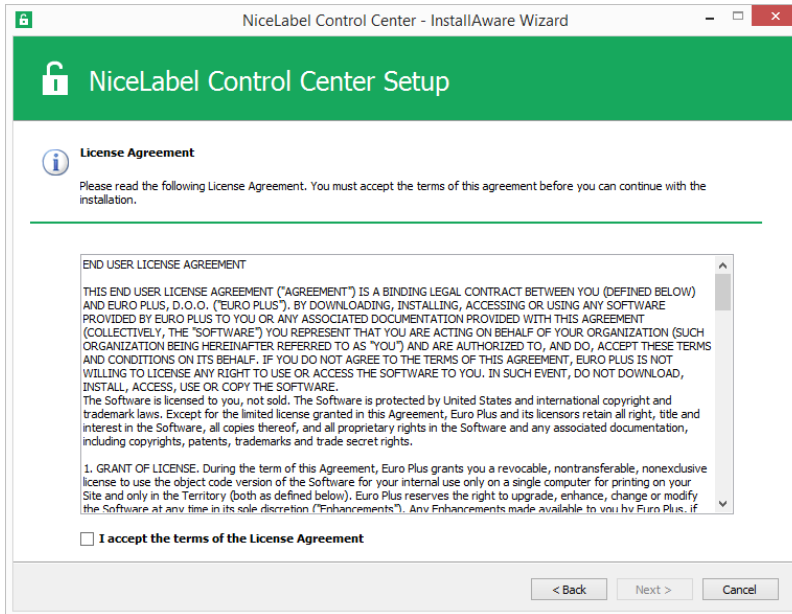 NiceLabel Control Center - InstallAware Wizard
NiceLabel Control Center Setup
License Agreement
Please read the following License Agreement. You must accept the terms of this agreement before you can continue with the
installation.
END USER LICENSE AGREEMENT
THIS END USER LICENSE AGREEMENT ("AGREEMENT") IS A BINDING LEGAL CONTRACT BETWEEN YOU (DEFINED BELOW)
AND EURO PLUS, D.O.O. ("EURO PLUS"). BY DOWNLOADING, INSTALLING, ACCESSING OR USING ANY SOFTWARE
PROVIDED BY EURO PLUS TO YOU OR ANY ASSOCIATED DOCUMENTATION PROVIDED WITH THIS AGREEMENT
(COLLECTIVELY, THE "SOFTWARE") YOU REPRESENT THAT YOU ARE ACTING ON BEHALF OF YOUR ORGANIZATION (SUCH
ORGANIZATION BEING HEREINAFTER REFERRED TO AS "YOU") AND ARE AUTHORIZED TO, AND DO, ACCEPT THESE TERMS
AND CONDITIONS ON ITS BEHALF. IF YOU DO NOT AGREE TO THE TERMS OF THIS AGREEMENT, EURO PLUS IS NOT
WILLING TO LICENSE ANY RIGHT TO USE OR ACCESS THE SOFTWARE TO YOU. IN SUCH EVENT, DO NOT DOWNLOAD,
INSTALL, ACCESS, USE OR COPY THE SOFTWARE.
The Software is licensed to you, not sold. The Software is protected by United States and international copyright and
trademark laws. Except for the limited license granted in this Agreement, Euro Plus and its licensors retain all right, title and
interest in the Software, all copies thereof, and all proprietary rights in the Software and any associated documentation,
including copyrights, patents, trademarks and trade secret rights.
1. GRANT OF LICENSE. During the term of this Agreement, Euro Plus grants you a revocable, nontransferable, nonexclusive
license to use the object code version of the Software for your internal use only on a single computer for printing on your
Site and only in the Territory (both as defined below). Euro Plus reserves the right to upgrade, enhance, change or modify
the Software at any time in its sole discretion ("Enhancements"). Any Enhancements made available to you by Euro Plus, if
I accept the terms of the License Agreement
< Back
Next >
Cancel